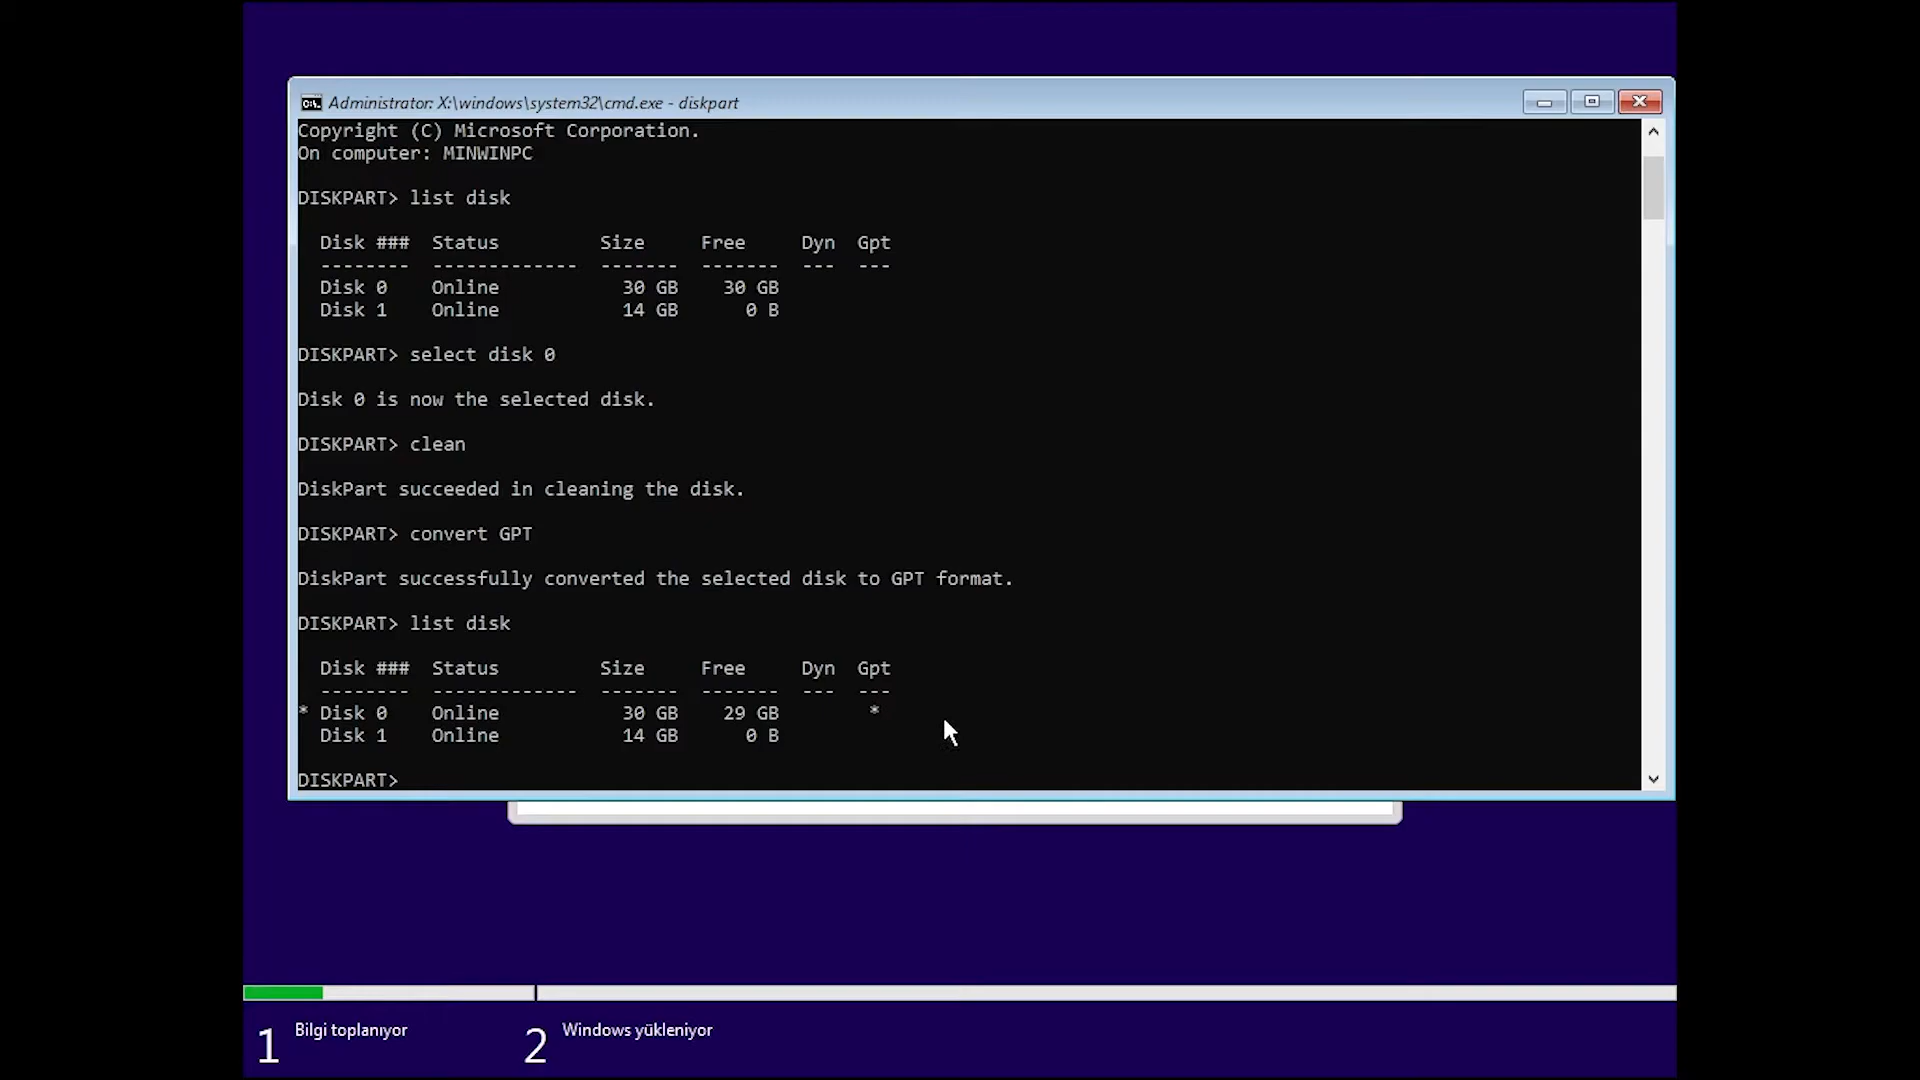 Administrator: X:\windows\system32\cmd.exe - diskpart
Copyright (C) Microsoft Corporation.
On computer: MINWINPC
DISKPART> list disk
Disk ### Status Size Free Dyn Gpt
-------- ------------- ------- ------- --- ---
Disk 0 Online 30 GB 30 GB
Disk 1 Online 14 GB 0 B
DISKPART> select disk 0
Disk 0 is now the selected disk.
DISKPART> clean
DiskPart succeeded in cleaning the disk.
DISKPART> convert GPT
DiskPart successfully converted the selected disk to GPT format.
DISKPART> list disk
Disk ### Status Size Free Dyn Gpt
-------- ------------- ------- ------- --- ---
* Disk 0 Online 30 GB 29 GB *
Disk 1 Online 14 GB 0 B
DISKPART>
1 Bilgi toplanıyor
2 Windows yükleniyor